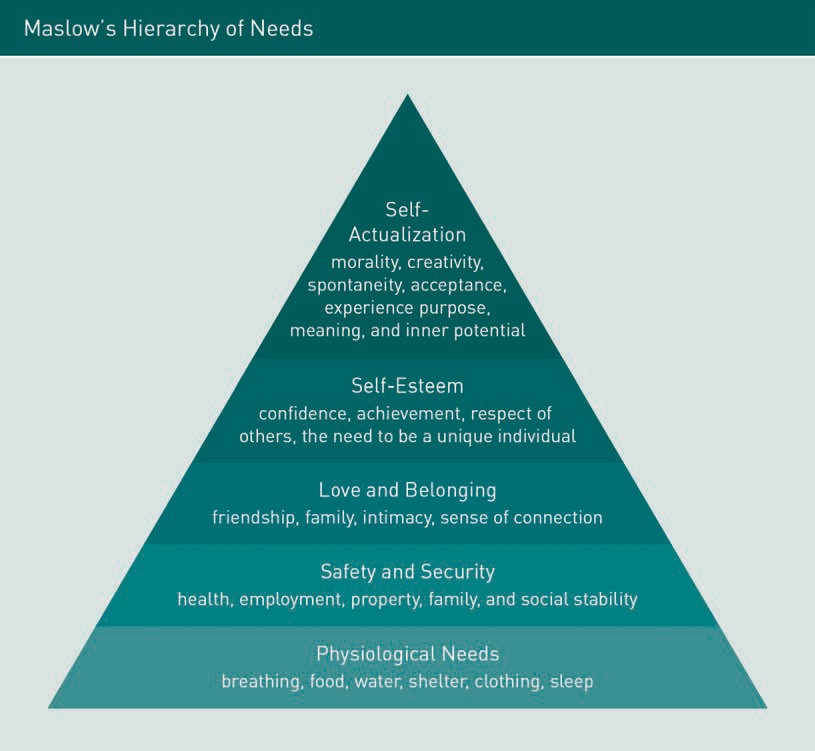 Maslow's Hierarchy of Needs
Self-
Actualization
morality, creativity,
spontaneity, acceptance,
experience purpose,
meaning, and inner potential
Self-Esteem
confidence, achievement, respect of
others, the need to be a unique individual
Love and Belonging
friendship, family, intimacy, sense of connection
Safety and Security
health, employment, property, family, and social stability
Physiological Needs
breathing, food, water, shelter, clothing, sleep